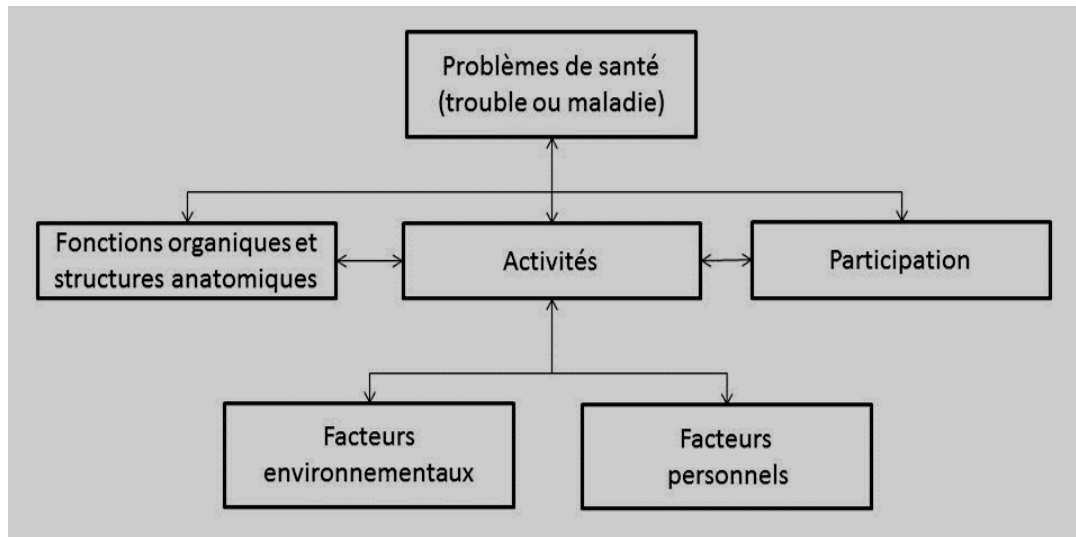 Problèmes de santé
(trouble ou maladie)
Fonctions organiques et
structures anatomiques
Activités
Participation
Facteurs
environnementaux
Facteurs
personnels